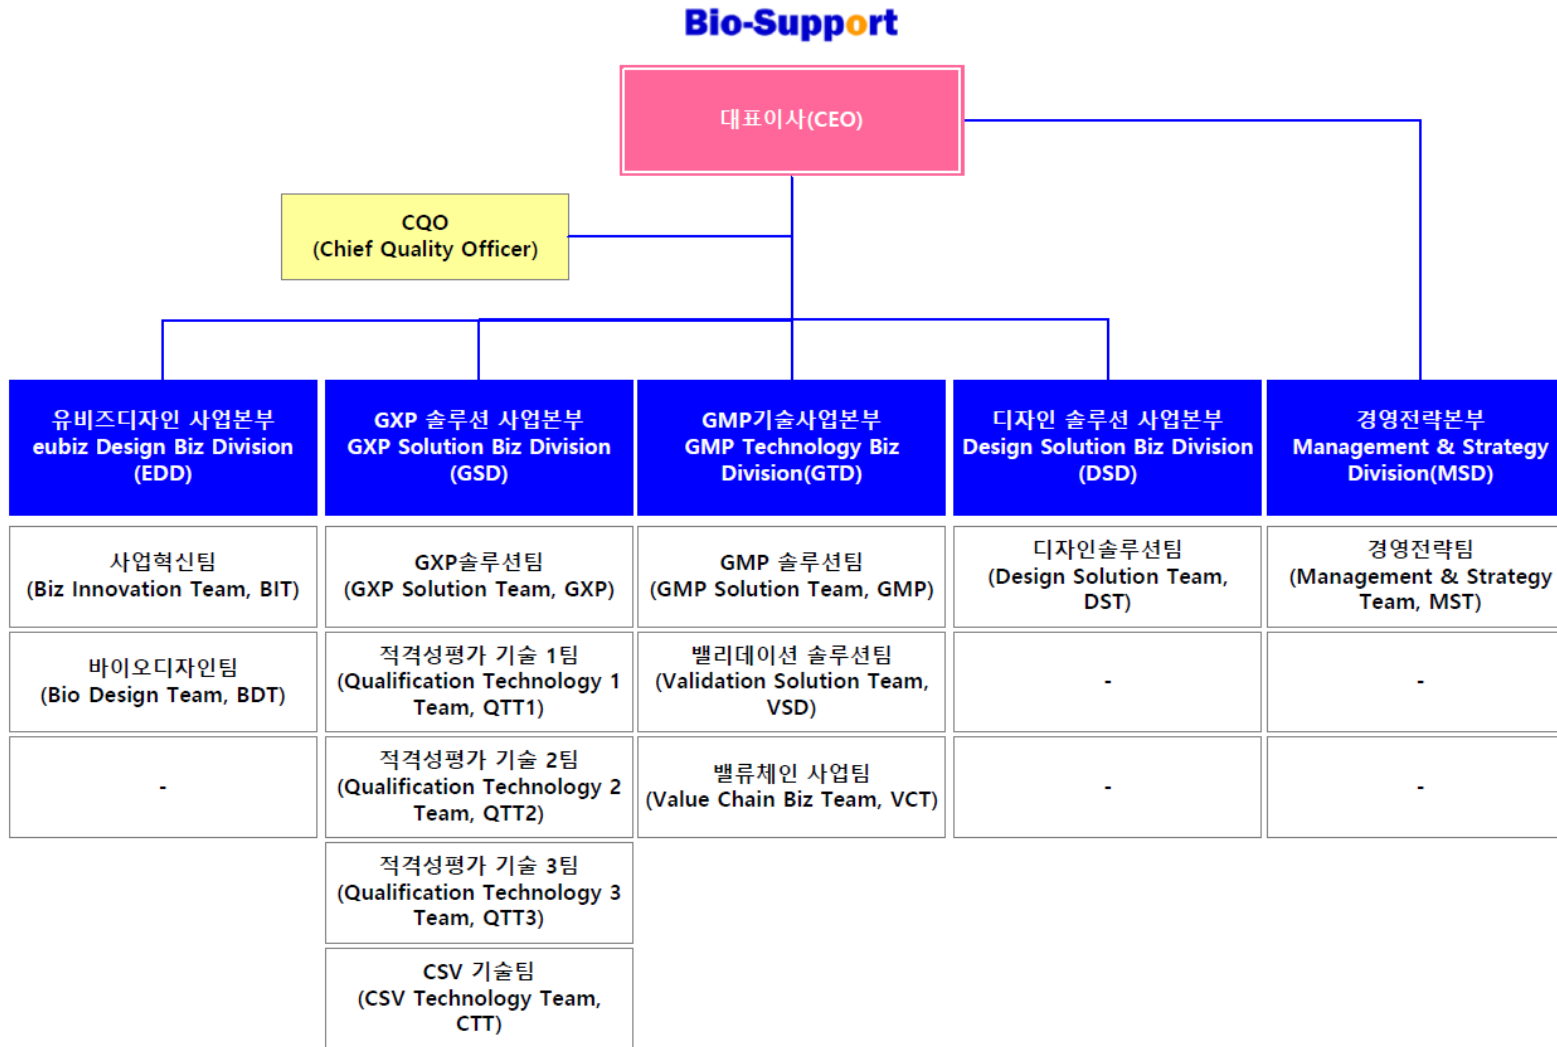 Bio-Support
대표이사(CEO)
CQO
(Chief Quality Officer)
유비즈디자인 사업본부
eubiz Design Biz Division
(EDD)
GXP 솔루션 사업본부
GXP Solution Biz Division
(GSD)
GMP기술사업본부
GMP Technology Biz
Division(GTD)
디자인 솔루션 사업본부
Design Solution Biz Division
(DSD)
경영전략본부
Management & Strategy
Division(MSD)
사업혁신팀
(Biz Innovation Team, BIT)
GXP솔루션팀
(GXP Solution Team, GXP)
GMP 솔루션팀
(GMP Solution Team, GMP)
디자인솔루션팀
(Design Solution Team,
DST)
경영전략팀
(Management & Strategy
Team, MST)
바이오디자인팀
(Bio Design Team, BDT)
적격성평가 기술 1팀
(Qualification Technology 1
Team, QTT1)
밸리데이션 솔루션팀
(Validation Solution Team,
VSD)
-
-
-
적격성평가 기술 2팀
(Qualification Technology 2
Team, QTT2)
밸류체인 사업팀
(Value Chain Biz Team, VCT)
-
-
적격성평가 기술 3팀
(Qualification Technology 3
Team, QTT3)
CSV 기술팀
(CSV Technology Team,
CTT)